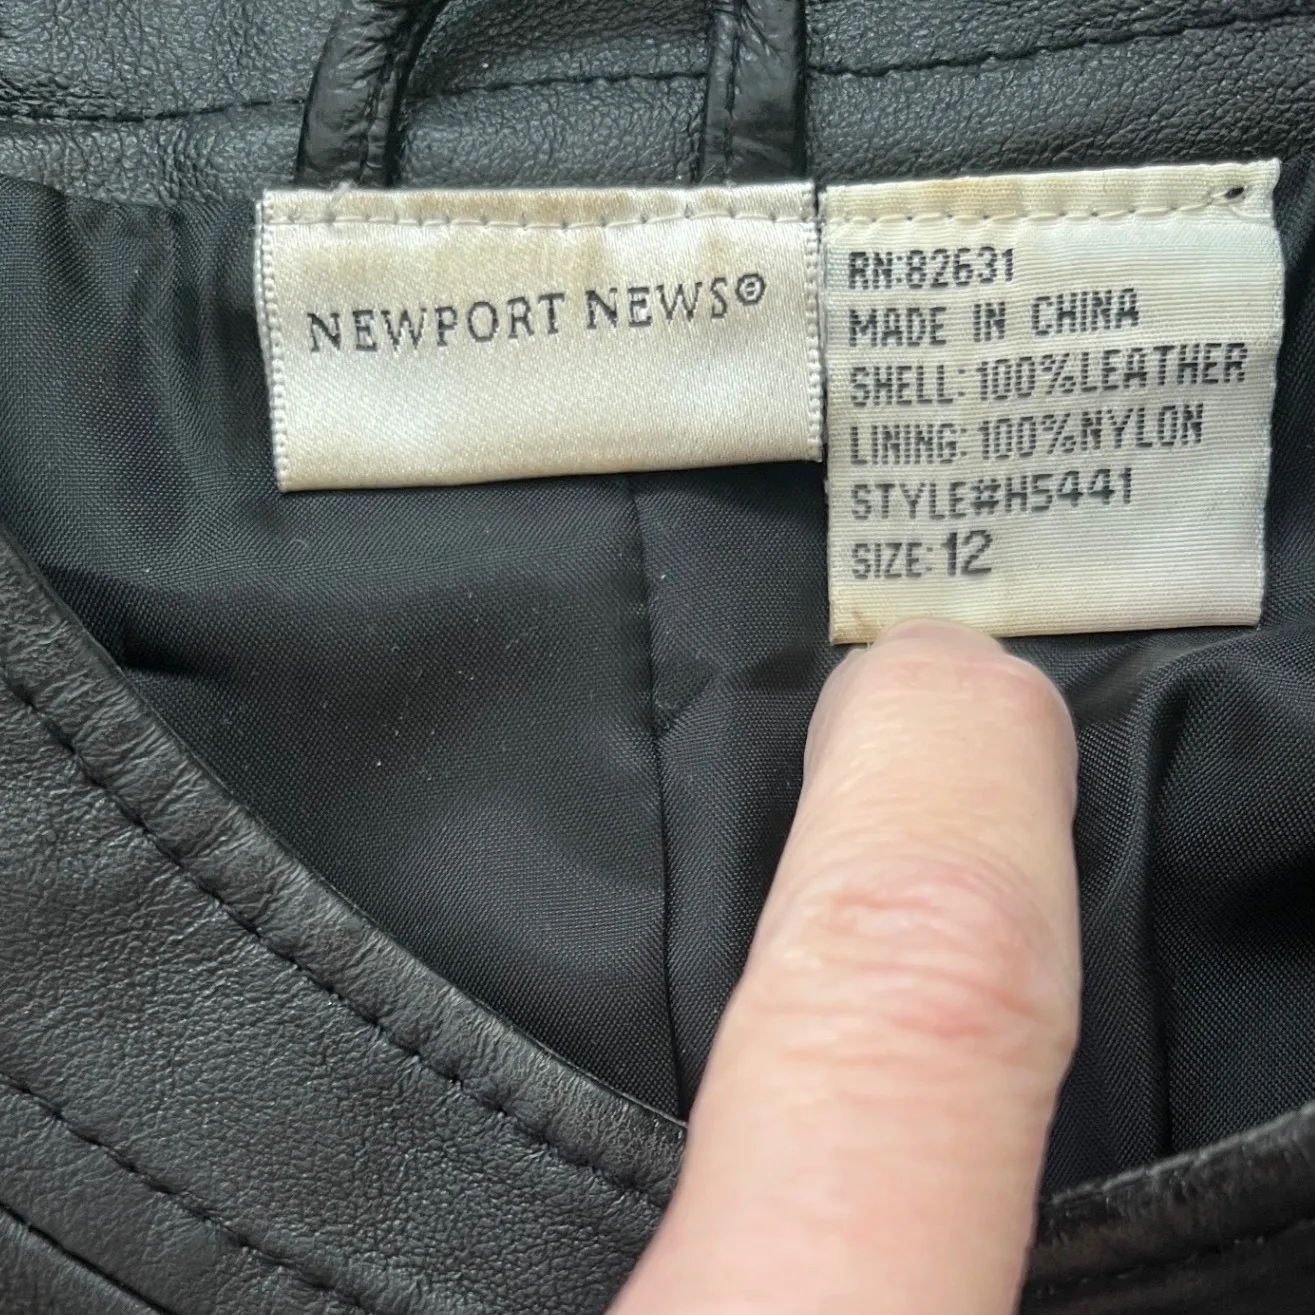 NEWPORT NEWS®
RN:82631
MADE IN CHINA
SHELL:100%LEATHER
LINING:100%NYLON
STYLE#H5441
SIZE:12